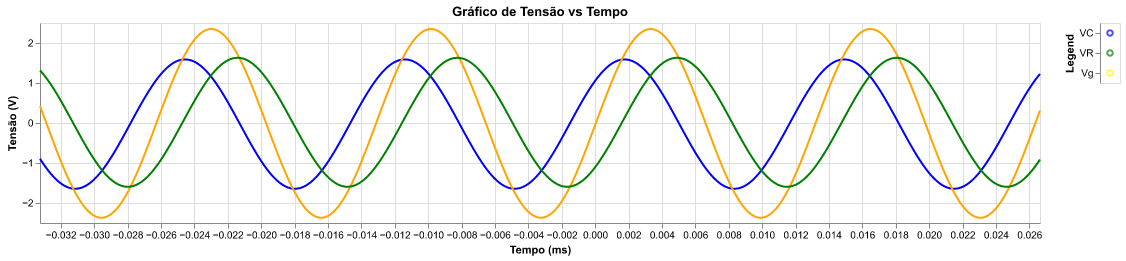 Gráfico de Tensão vs Tempo
Tensão (V)
2
1
0
−1
−2
−0.032 −0.030 −0.028 −0.026 −0.024 −0.022 −0.020 −0.018 −0.016 −0.014 −0.012 −0.010 −0.008 −0.006 −0.004 −0.002 0.000 0.002 0.004 0.006 0.008 0.010 0.012 0.014 0.016 0.018 0.020 0.022 0.024 0.026
Tempo (ms)
Legend
VC
VR
Vg